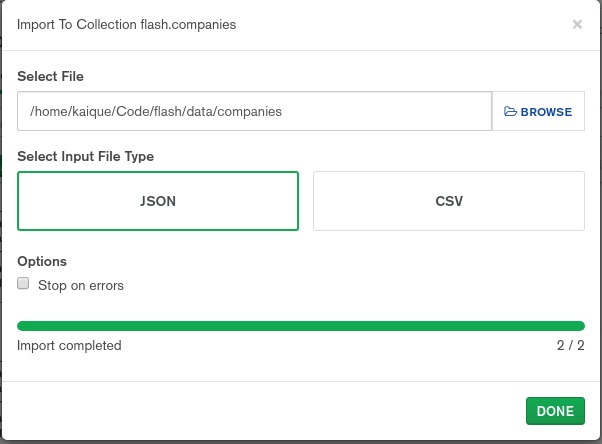 Import To Collection flash.companies
×
Select File
/home/kaique/Code/flash/data/companies
BROWSE
Select Input File Type
JSON
CSV
Options
Stop on errors
Import completed
2 / 2
DONE